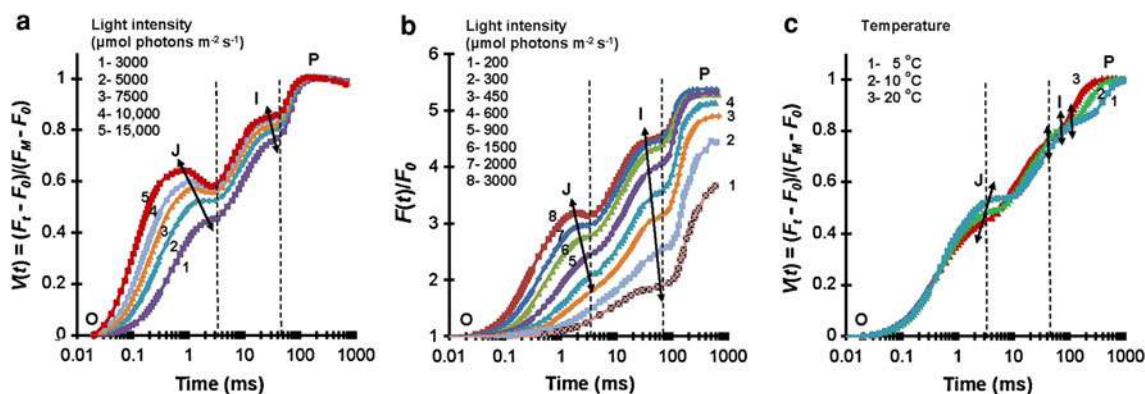 a
Light intensity
(μmol photons m⁻² s⁻¹)
1- 3000
2- 5000
3- 7500
4- 10,000
5- 15,000
P
I
J
5
4
3
2
1
O
V(t) = (Fₜ – F₀)/(F_M – F₀)
1
0.8
0.6
0.4
0.2
0
0.01 0.1 1 10 100 1000
Time (ms)
b
Light intensity
(μmol photons m⁻² s⁻¹)
1- 200
2- 300
3- 450
4- 600
5- 900
6- 1500
7- 2000
8- 3000
P
I
J
4
3
2
1
8
7
6
5
O
F(t)/F₀
6
5
4
3
2
1
0.01 0.1 1 10 100 1000
Time (ms)
c
Temperature
1- 5 °C
2- 10 °C
3- 20 °C
P
3
2
1
I
J
O
V(t) = (Fₜ – F₀)/(F_M – F₀)
1
0.8
0.6
0.4
0.2
0
0.01 0.1 1 10 100 1000
Time (ms)